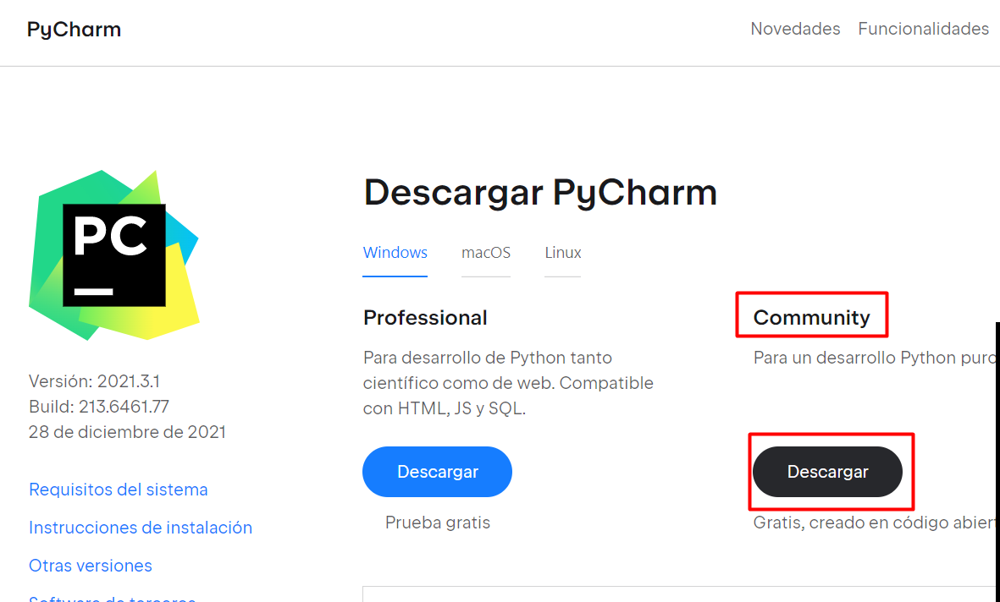 PyCharm
Novedades Funcionalidades
PC
Descargar PyCharm
Windows macOS Linux
Professional
Para desarrollo de Python tanto
científico como de web. Compatible
con HTML, JS y SQL.
Descargar
Prueba gratis
Community
Para un desarrollo Python puro
Descargar
Gratis, creado en código
Versión: 2021.3.1
Build: 213.6461.77
28 de diciembre de 2021
Requisitos del sistema
Instrucciones de instalación
Otras versiones
Software de terceros